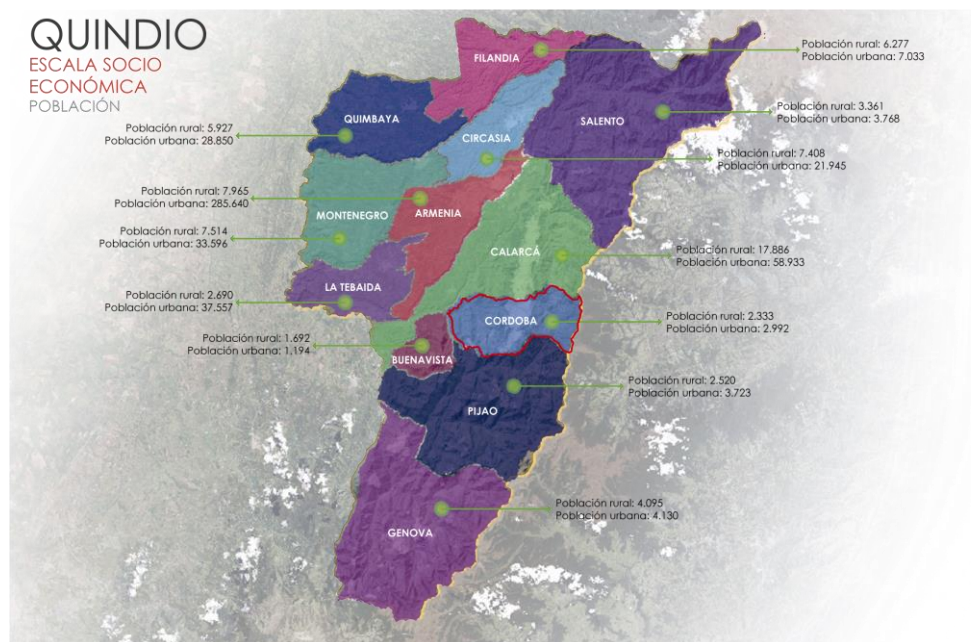 QUINDIO
ESCALA SOCIO
ECONÓMICA
POBLACIÓN
FILANDIA
Población rural: 6.277
Población urbana: 7.033
QUIMBAYA
Población rural: 5.927
Población urbana: 28.850
SALENTO
Población rural: 3.361
Población urbana: 3.768
CIRCASIA
Población rural: 7.408
Población urbana: 21.945
ARMENIA
Población rural: 7.965
Población urbana: 285.640
MONTENEGRO
Población rural: 7.514
Población urbana: 33.596
CALARCÁ
Población rural: 17.886
Población urbana: 58.933
LA TEBAIDA
Población rural: 2.690
Población urbana: 37.557
CORDOBA
Población rural: 2.333
Población urbana: 2.992
BUENAVISTA
Población rural: 1.692
Población urbana: 1.194
PIJAO
Población rural: 2.520
Población urbana: 3.723
GENOVA
Población rural: 4.095
Población urbana: 4.130